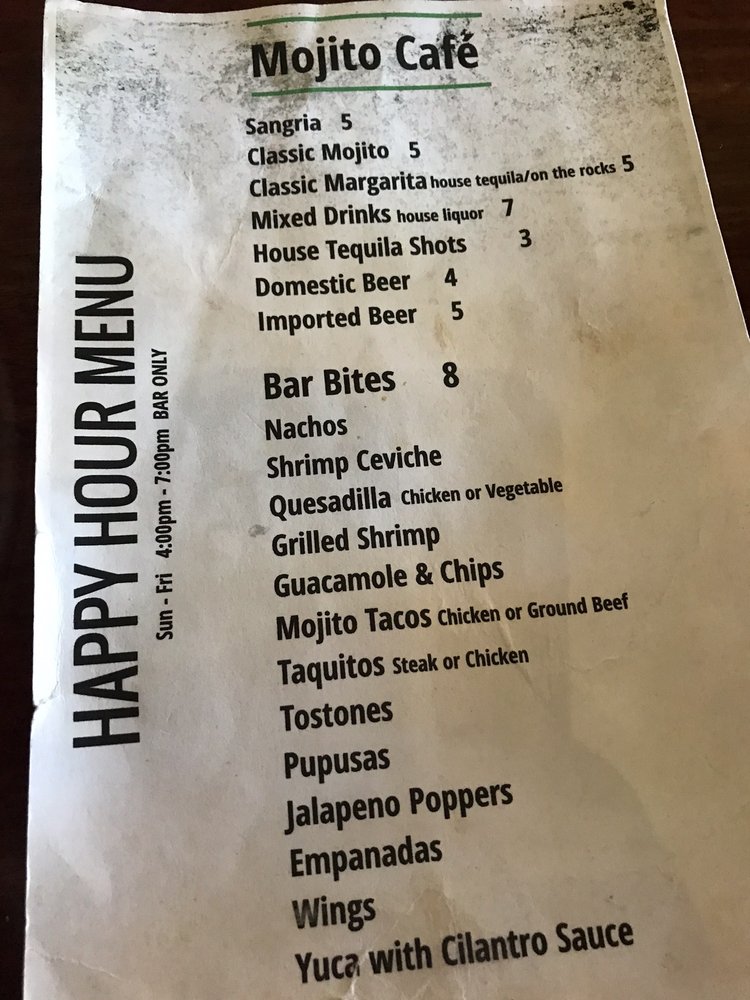 Mojito Café
Sangria 5
Classic Mojito 5
Classic Margarita house tequila/on the rocks 5
Mixed Drinks house liquor 7
House Tequila Shots 3
Domestic Beer 4
Imported Beer 5
Bar Bites 8
Nachos
Shrimp Ceviche
Quesadilla Chicken or Vegetable
Grilled Shrimp
Guacamole & Chips
Mojito Tacos Chicken or Ground Beef
Taquitos Steak or Chicken
Tostones
Pupusas
Jalapeno Poppers
Empanadas
Wings
Yuca with Cilantro Sauce
HAPPY HOUR MENU
Sun - Fri 4:00pm - 7:00pm BAR ONLY